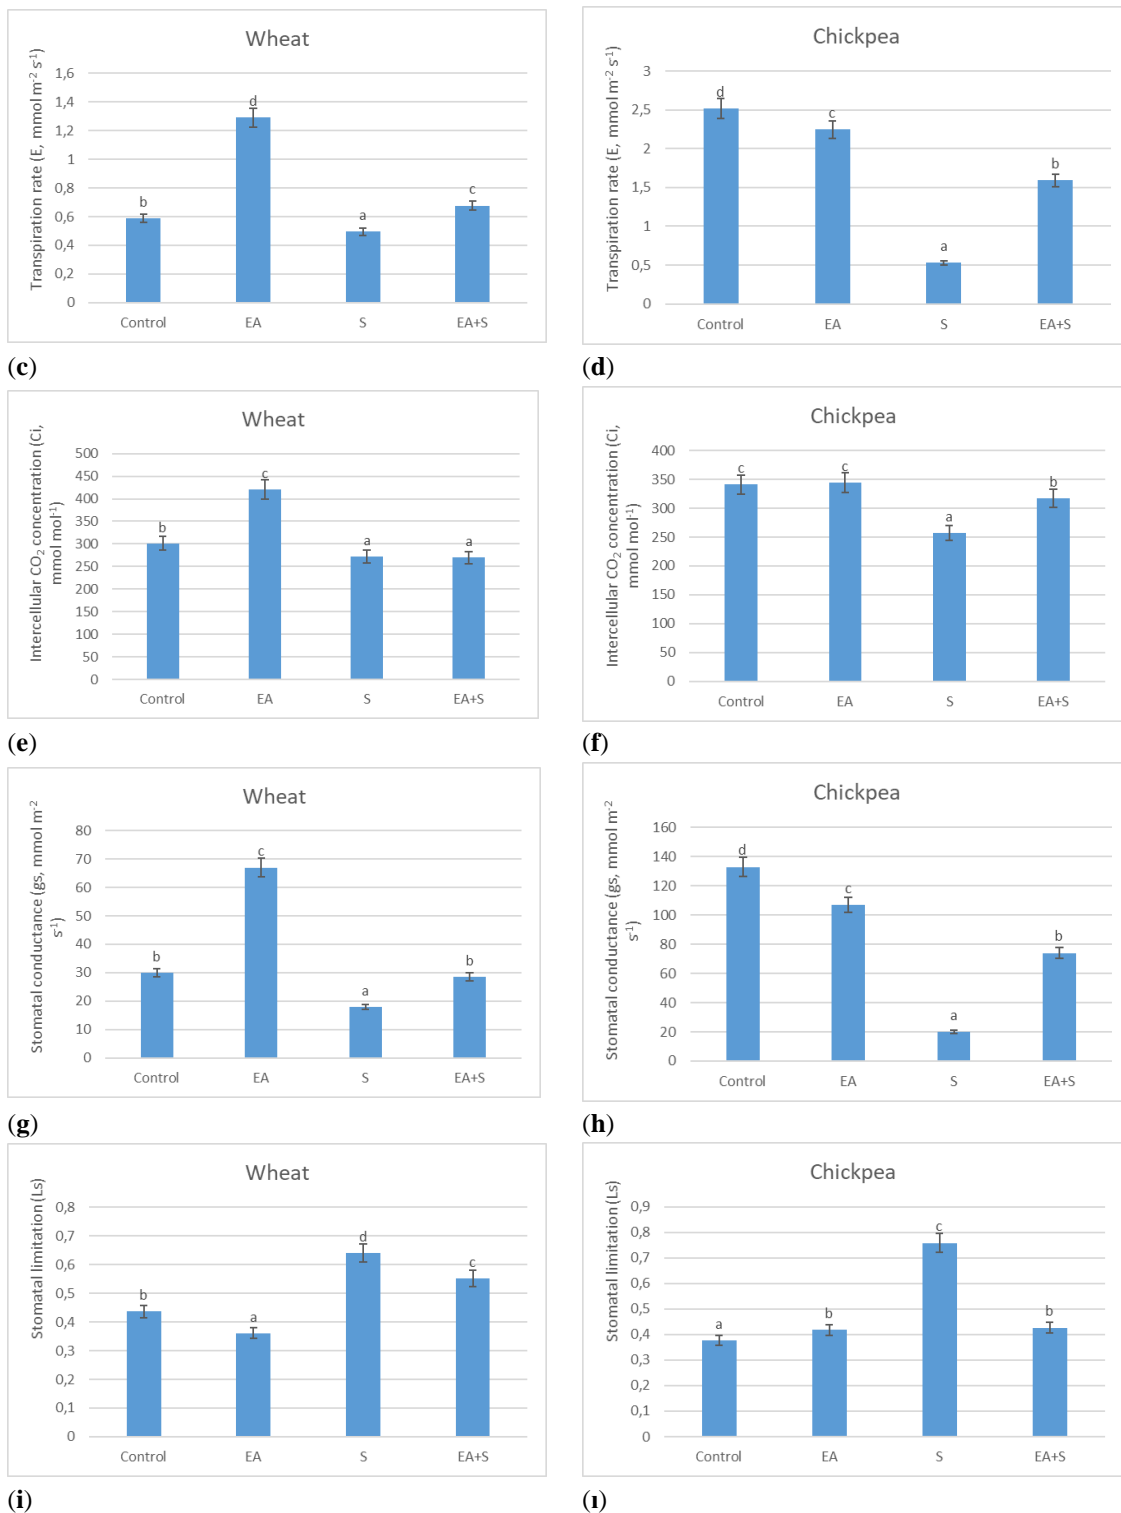 Wheat
Transpiration rate (E, mmol m⁻² s⁻¹)
1,6
1,4
1,2
1
0,8
0,6
0,4
0,2
0
b
d
a
c
Control EA S EA+S
(c)
Chickpea
Transpiration rate (E, mmol m⁻² s⁻¹)
3
2,5
2
1,5
1
0,5
0
d
c
a
b
Control EA S EA+S
(d)
Wheat
Intercellular CO₂ concentration (Ci,
mmol mol⁻¹)
500
450
400
350
300
250
200
150
100
50
0
b
c
a
a
Control EA S EA+S
(e)
Chickpea
Intercellular CO₂ concentration (Ci,
mmol mol⁻¹)
400
350
300
250
200
150
100
50
0
c
c
a
b
Control EA S EA+S
(f)
Wheat
Stomatal conductance (gs, mmol m⁻²
s⁻¹)
80
70
60
50
40
30
20
10
0
b
c
a
b
Control EA S EA+S
(g)
Chickpea
Stomatal conductance (gs, mmol m⁻²
s⁻¹)
160
140
120
100
80
60
40
20
0
d
c
a
b
Control EA S EA+S
(h)
Wheat
Stomatal limitation (Ls)
0,8
0,7
0,6
0,5
0,4
0,3
0,2
0,1
0
b
a
d
c
Control EA S EA+S
(i)
Chickpea
Stomatal limitation (Ls)
0,9
0,8
0,7
0,6
0,5
0,4
0,3
0,2
0,1
0
a
b
c
b
Control EA S EA+S
(ı)